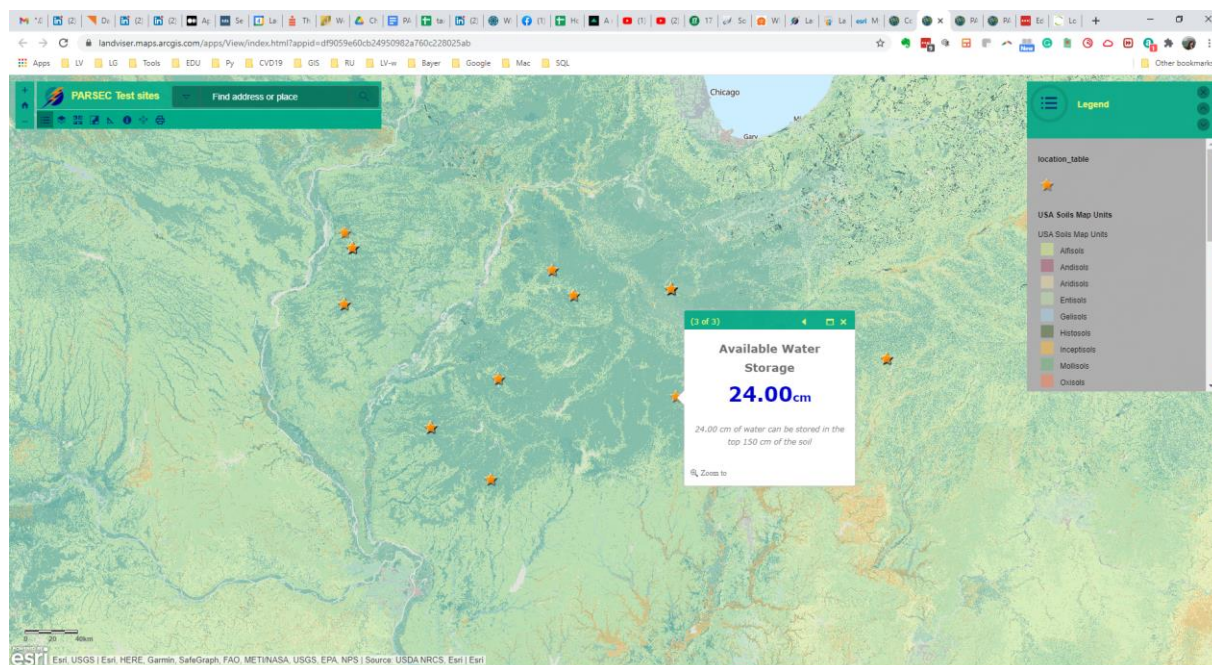 landviser.maps.arcgis.com/apps/View/index.html?appid=df9059e60cb24950982a760c228025ab
New
Apps LV LG Tools EDU Py CVD19 GIS RU LV-w Bayer Google Mac SQL Other bookmarks
PARSEC Test sites
Find address or place
Chicago
Gary
Legend
location_table
USA Soils Map Units
USA Soils Map Units
Alfisols
Andisols
Aridisols
Entisols
Gelisols
Histosols
Inceptisols
Mollisols
Oxisols
(3 of 3)
Available Water
Storage
24.00cm
24.00 cm of water can be stored in the
top 150 cm of the soil
Zoom to
0 20 40km
esri
Esri, USGS | Esri, HERE, Garmin, SafeGraph, FAO, METI/NASA, USGS, EPA, NPS | Source: USDA NRCS, Esri | Esri